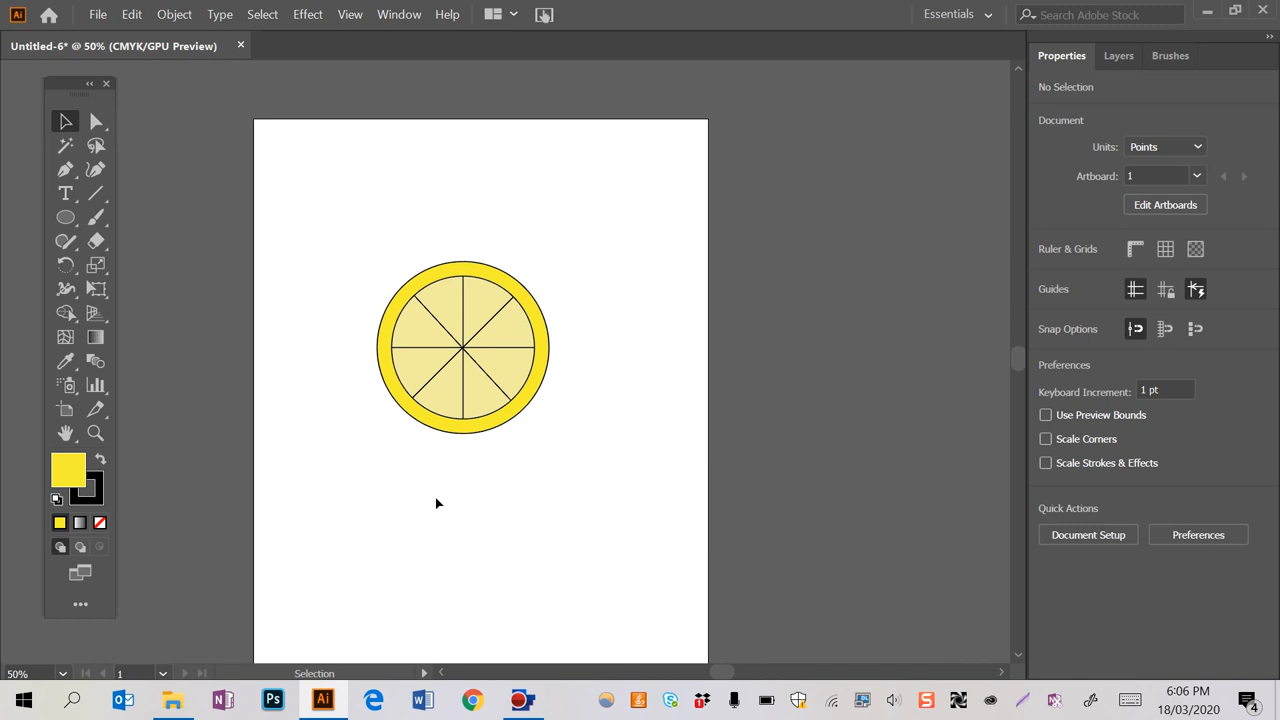 Ai File Edit Object Type Select Effect View Window Help Essentials Search Adobe Stock
Untitled-6* @ 50% (CMYK/GPU Preview)
Properties Layers Brushes
No Selection
Document
Units: Points
Artboard: 1
Edit Artboards
Ruler & Grids
Guides
Snap Options
Preferences
Keyboard Increment: 1 pt
Use Preview Bounds
Scale Corners
Scale Strokes & Effects
Quick Actions
Document Setup Preferences
50% 1 Selection
6:06 PM
18/03/2020
4